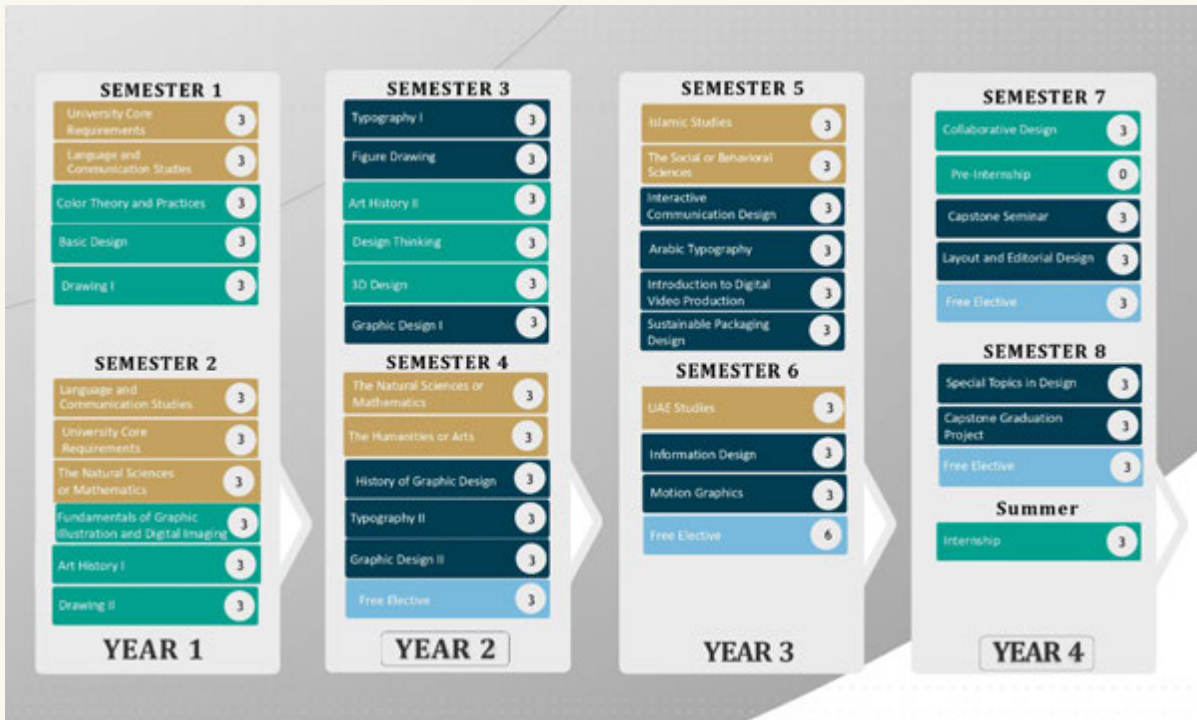 SEMESTER 1
University Core
Requirements
3
Language and
Communication Studies
3
Color Theory and Practices
3
Basic Design
3
Drawing I
3
SEMESTER 2
Language and
Communication Studies
3
University Core
Requirements
3
The Natural Sciences
or Mathematics
3
Fundamentals of Graphic
Illustration and Digital Imaging
3
Art History I
3
Drawing II
3
YEAR 1
SEMESTER 3
Typography I
3
Figure Drawing
3
Art History II
3
Design Thinking
3
3D Design
3
Graphic Design I
3
SEMESTER 4
The Natural Sciences or
Mathematics
3
The Humanities or Arts
3
History of Graphic Design
3
Typography II
3
Graphic Design II
3
Free Elective
3
YEAR 2
SEMESTER 5
Islamic Studies
3
The Social or Behavioral
Sciences
3
Interactive
Communication Design
3
Arabic Typography
3
Introduction to Digital
Video Production
3
Sustainable Packaging
Design
3
SEMESTER 6
UAE Studies
3
Information Design
3
Motion Graphics
3
Free Elective
6
YEAR 3
SEMESTER 7
Collaborative Design
3
Pre-Internship
0
Capstone Seminar
3
Layout and Editorial Design
3
Free Elective
3
SEMESTER 8
Special Topics in Design
3
Capstone Graduation
Project
3
Free Elective
3
Summer
Internship
3
YEAR 4